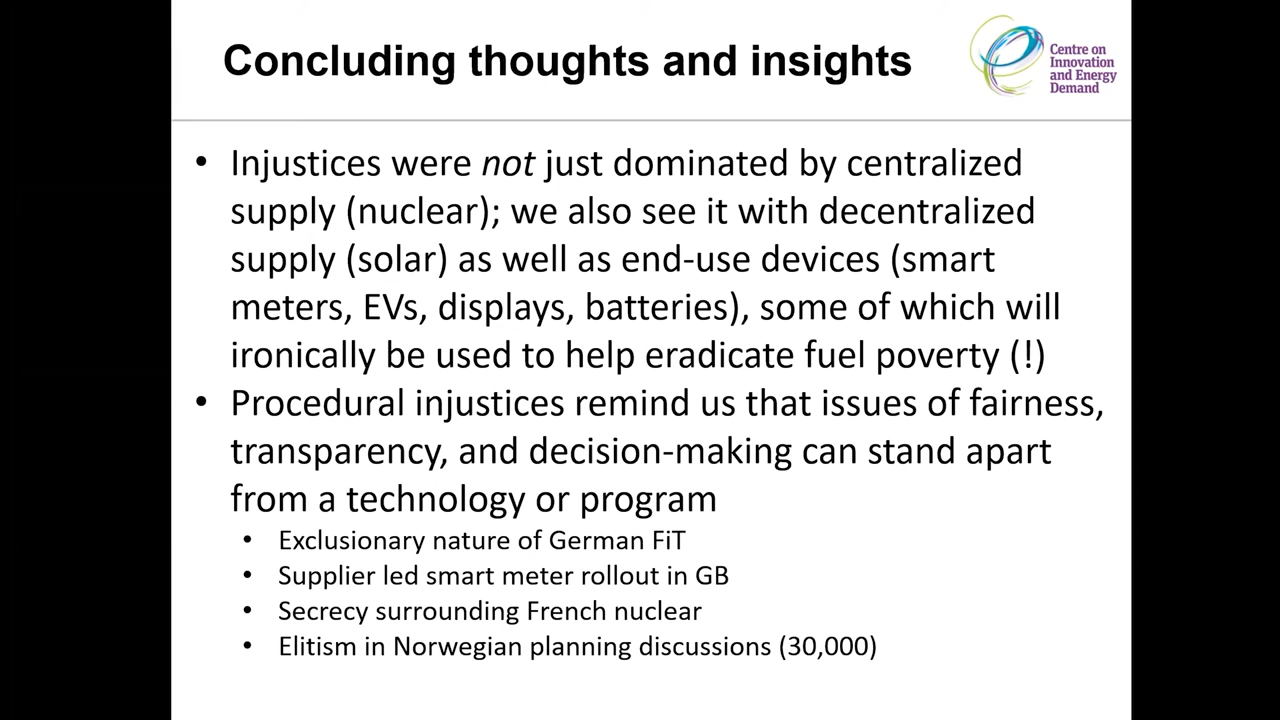 Concluding thoughts and insights
Centre on
Innovation
and Energy
Demand
• Injustices were not just dominated by centralized
supply (nuclear); we also see it with decentralized
supply (solar) as well as end-use devices (smart
meters, EVs, displays, batteries), some of which will
ironically be used to help eradicate fuel poverty (!)
• Procedural injustices remind us that issues of fairness,
transparency, and decision-making can stand apart
from a technology or program
• Exclusionary nature of German FiT
• Supplier led smart meter rollout in GB
• Secrecy surrounding French nuclear
• Elitism in Norwegian planning discussions (30,000)